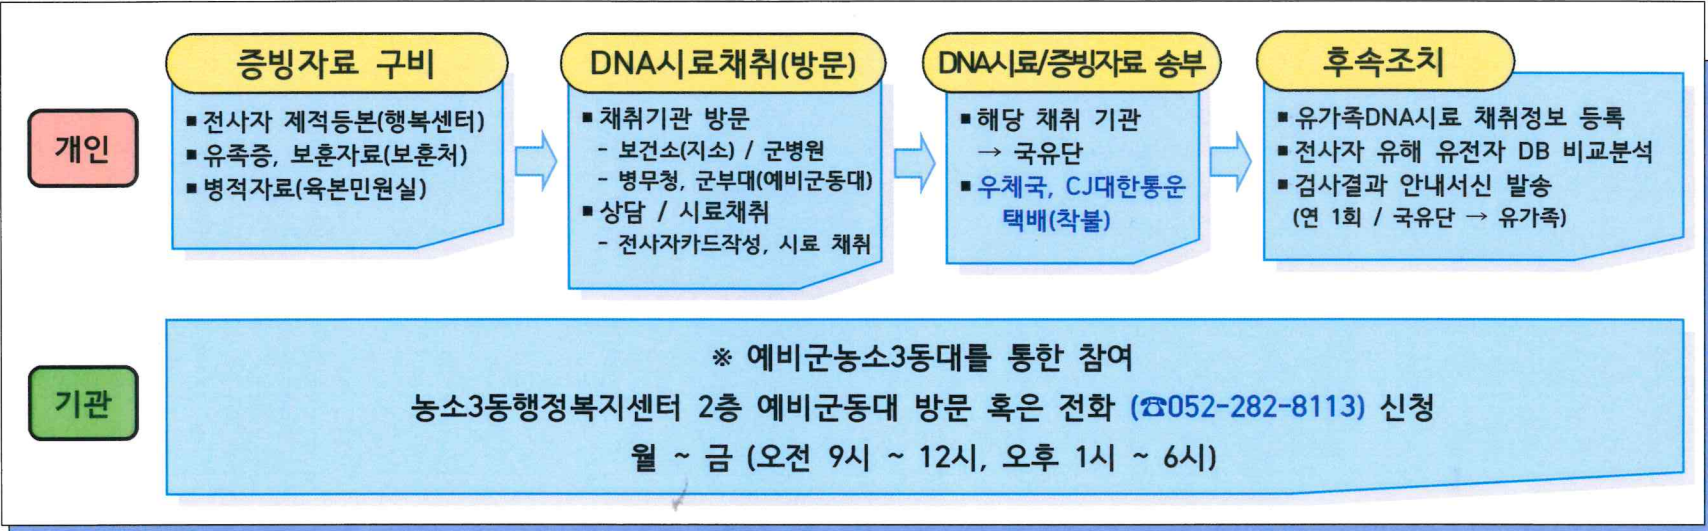 개인
증빙자료 구비
▪전사자 제적등본(행복센터)
▪유족증, 보훈자료(보훈처)
▪병적자료(육본민원실)
DNA시료채취(방문)
▪채취기관 방문
- 보건소(지소) / 군병원
- 병무청, 군부대(예비군동대)
▪상담 / 시료채취
- 전사자카드작성, 시료 채취
DNA시료/증빙자료 송부
▪해당 채취 기관
→ 국유단
▪우체국, CJ대한통운
택배(착불)
후속조치
▪유가족DNA시료 채취정보 등록
▪전사자 유해 유전자 DB 비교분석
▪검사결과 안내서신 발송
(연 1회 / 국유단 → 유가족)
기관
※ 예비군농소3동대를 통한 참여
농소3동행정복지센터 2층 예비군동대 방문 혹은 전화 (☎052-282-8113) 신청
월 ~ 금 (오전 9시 ~ 12시, 오후 1시 ~ 6시)